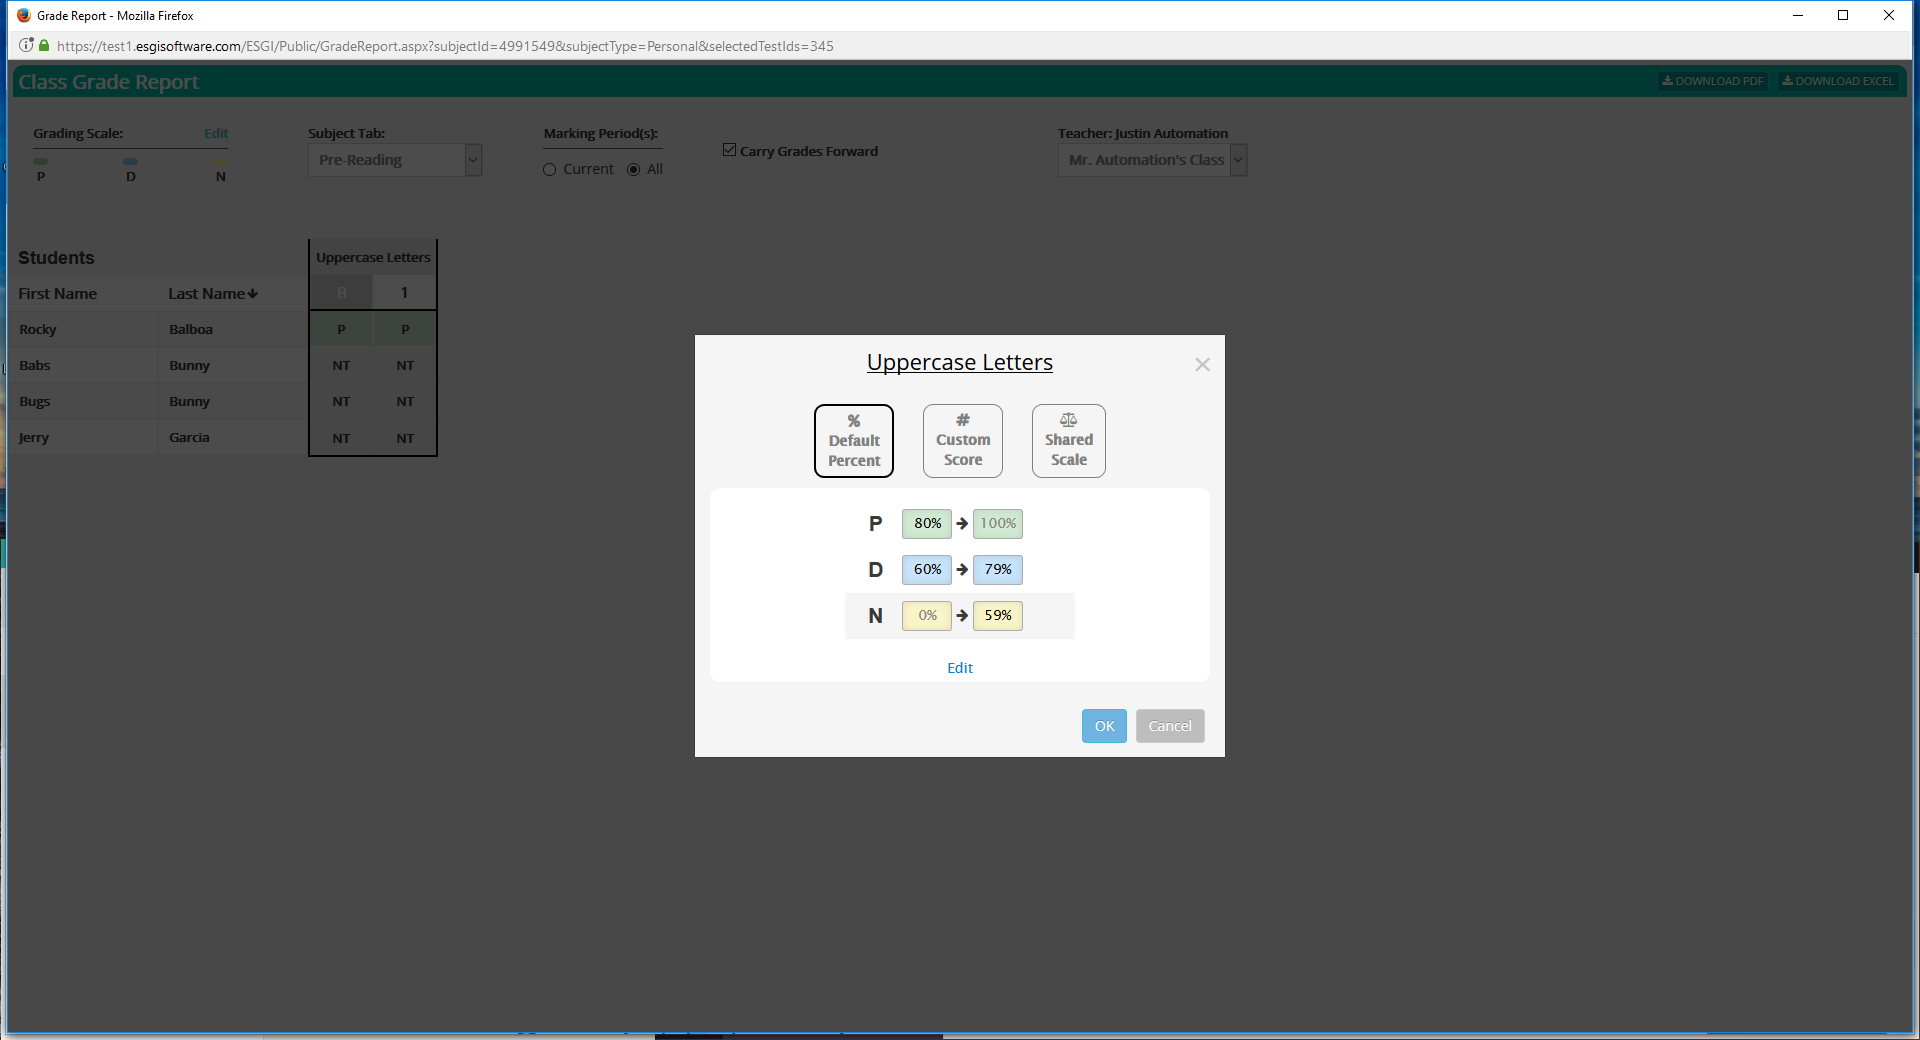 Grade Report - Mozilla Firefox
https://test1.esgisoftware.com/ESGI/Public/GradeReport.aspx?subjectId=4991549&subjectType=Personal&selectedTestIds=345
Class Grade Report
DOWNLOAD PDF
DOWNLOAD EXCEL
Grading Scale:
Edit
P
D
N
Subject Tab:
Pre-Reading
Marking Period(s):
Current
All
Carry Grades Forward
Teacher: Justin Automation
Mr. Automation's Class
Students
Uppercase Letters
First Name
Last Name
B
1
Rocky
Balboa
P
P
Babs
Bunny
NT
NT
Bugs
Bunny
NT
NT
Jerry
Garcia
NT
NT
Uppercase Letters
%
Default
Percent
#
Custom
Score
Shared
Scale
P
80%
100%
D
60%
79%
N
0%
59%
Edit
OK
Cancel